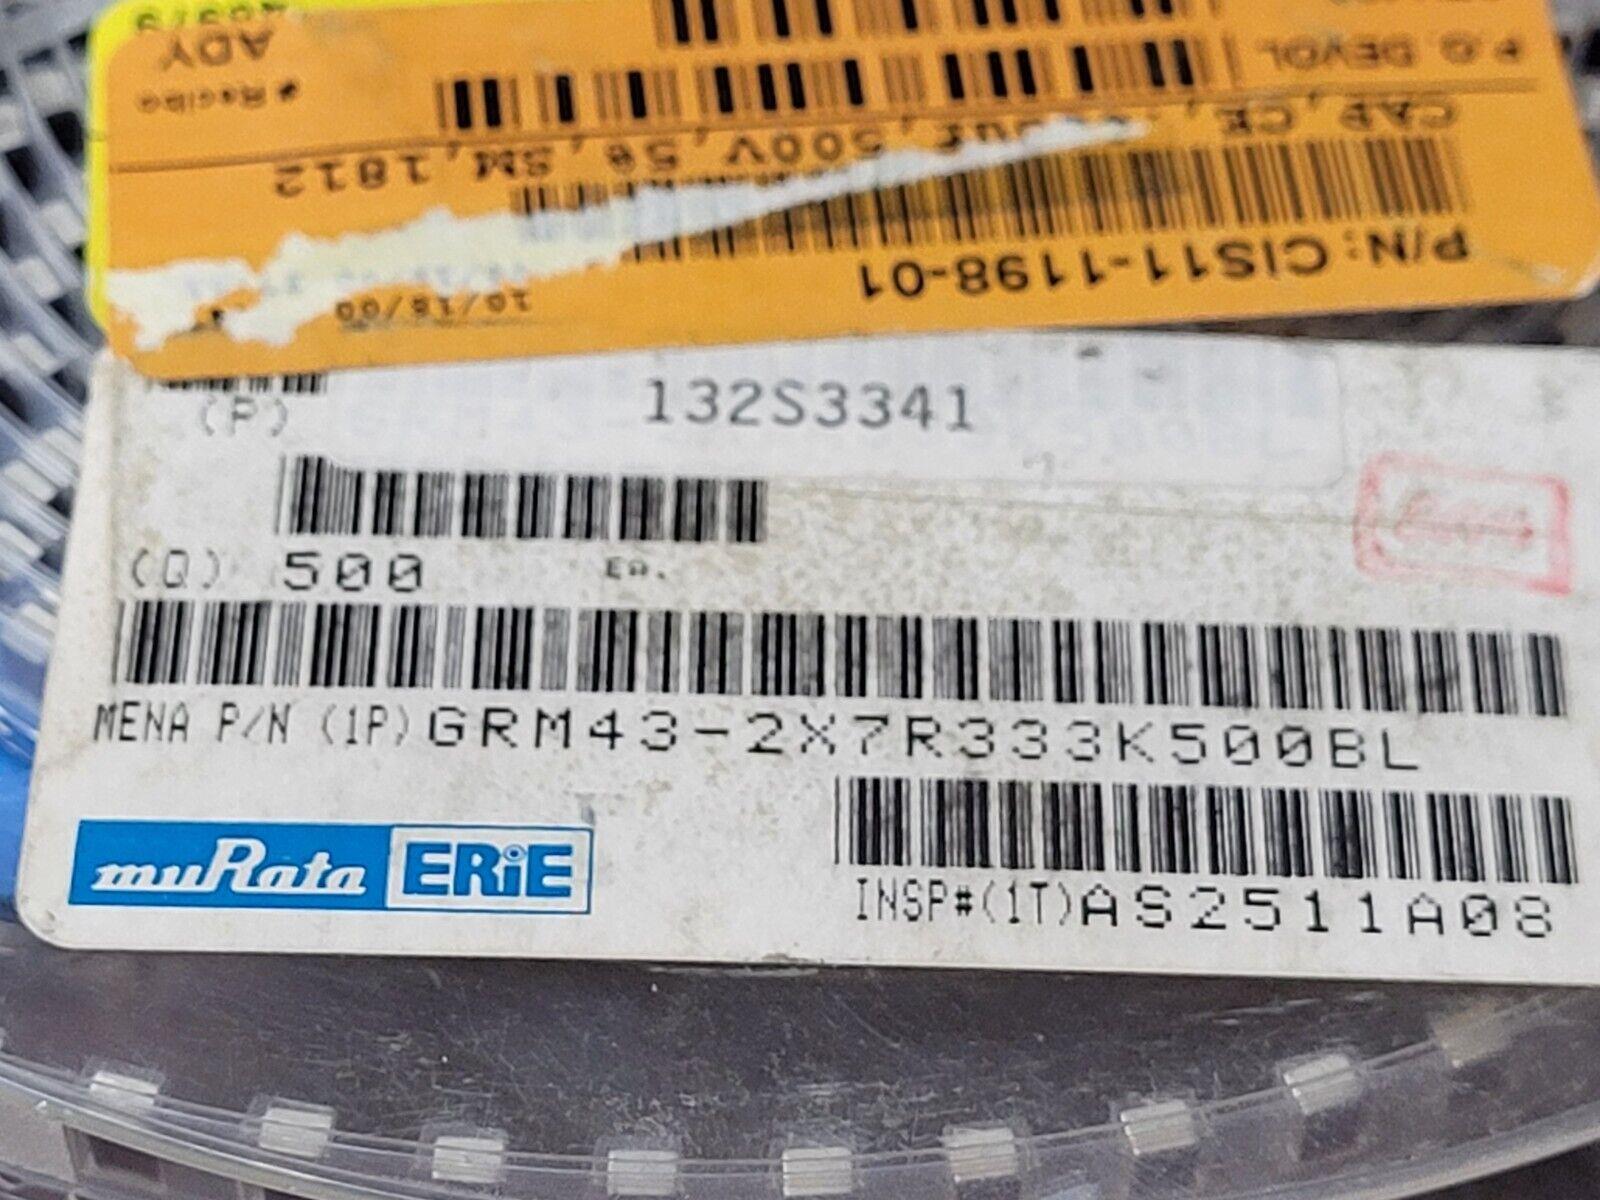 ADY
# Recibo
P.O. DEVOL
500V, 50, SM, 1812
CAP, CE,
P/N: CIS11-1198-01
10/18/00
132S3341
(P)
(Q) 500 EA.
MENA P/N (1P) GRM43-2X7R333K500BL
muRata ERiE
INSP#(1T) AS2511A08